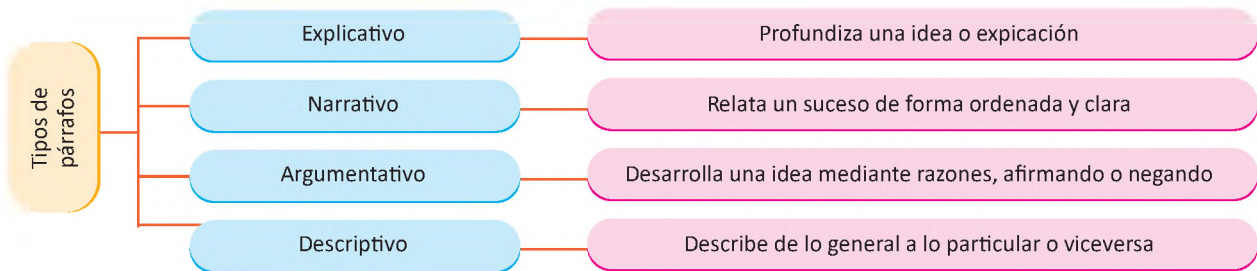 Tipos de
párrafos
Explicativo
Profundiza una idea o expicación
Narrativo
Relata un suceso de forma ordenada y clara
Argumentativo
Desarrolla una idea mediante razones, afirmando o negando
Descriptivo
Describe de lo general a lo particular o viceversa